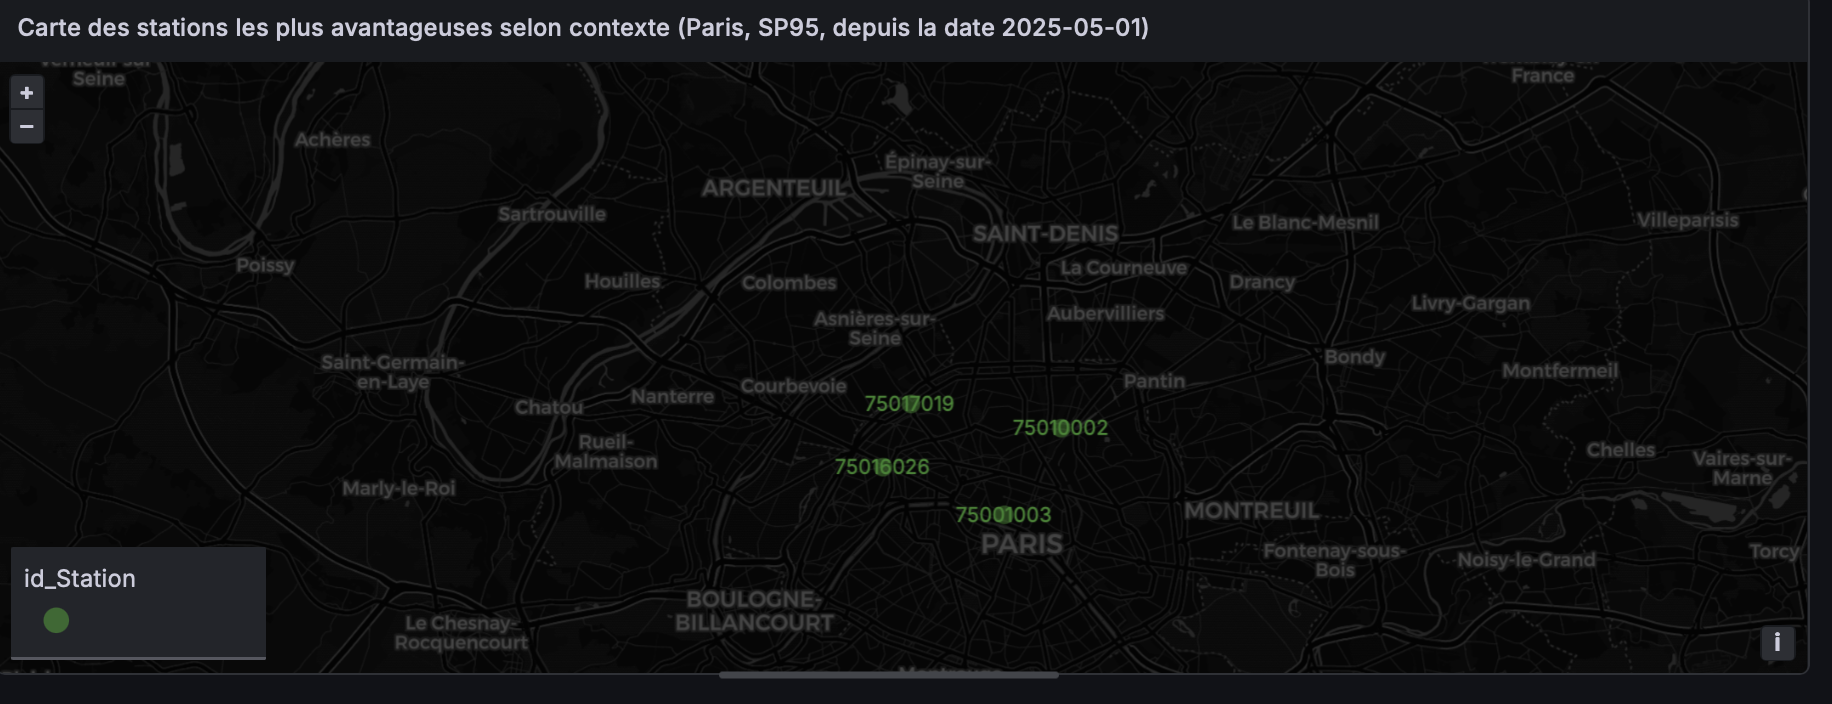 Carte des stations les plus avantageuses selon contexte (Paris, SP95, depuis la date 2025-05-01)
Seine
France
+
−
Achères
Épinay-sur-
Seine
ARGENTEUIL
Sartrouville
Le Blanc-Mesnil
Villeparisis
SAINT-DENIS
Poissy
La Courneuve
Houilles
Colombes
Drancy
Livry-Gargan
Asnières-sur-
Seine
Aubervilliers
Bondy
Saint-Germain-
en-Laye
Montfermeil
Courbevoie
Pantin
Nanterre
Chatou
75017019
75010002
Rueil-
Malmaison
Chelles
Vaires-sur-
Marne
75016026
Marly-le-Roi
MONTREUIL
75001003
PARIS
Fontenay-sous-
Bois
Noisy-le-Grand
Torcy
id_Station
BOULOGNE-
BILLANCOURT
Le Chesnay-
Rocquencourt
i